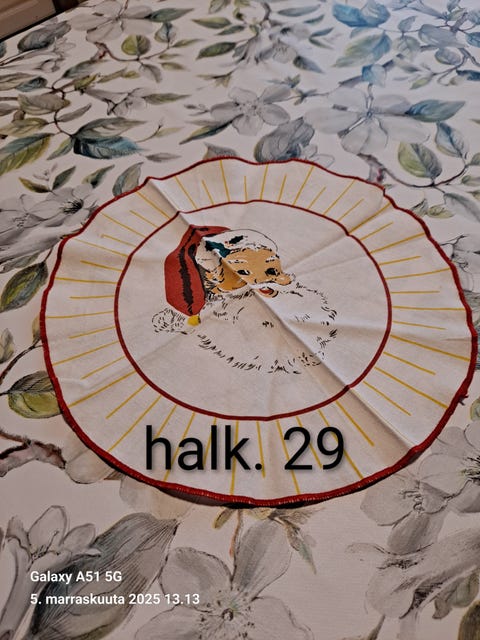 halk. 29
Galaxy A51 5G
5. marraskuuta 2025 13.13